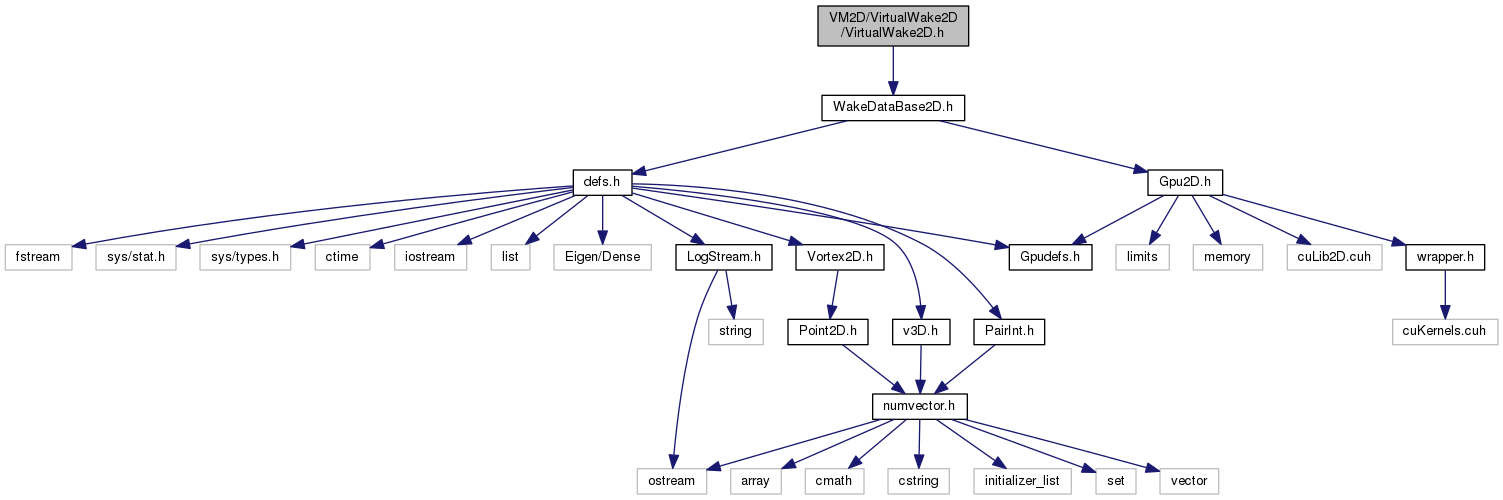 VM2D/VirtualWake2D
/VirtualWake2D.h
WakeDataBase2D.h
defs.h
Gpu2D.h
fstream
sys/stat.h
sys/types.h
ctime
iostream
list
Eigen/Dense
LogStream.h
Vortex2D.h
Gpudefs.h
limits
memory
cuLib2D.cuh
wrapper.h
string
Point2D.h
v3D.h
PairInt.h
cuKernels.cuh
numvector.h
ostream
array
cmath
cstring
initializer_list
set
vector